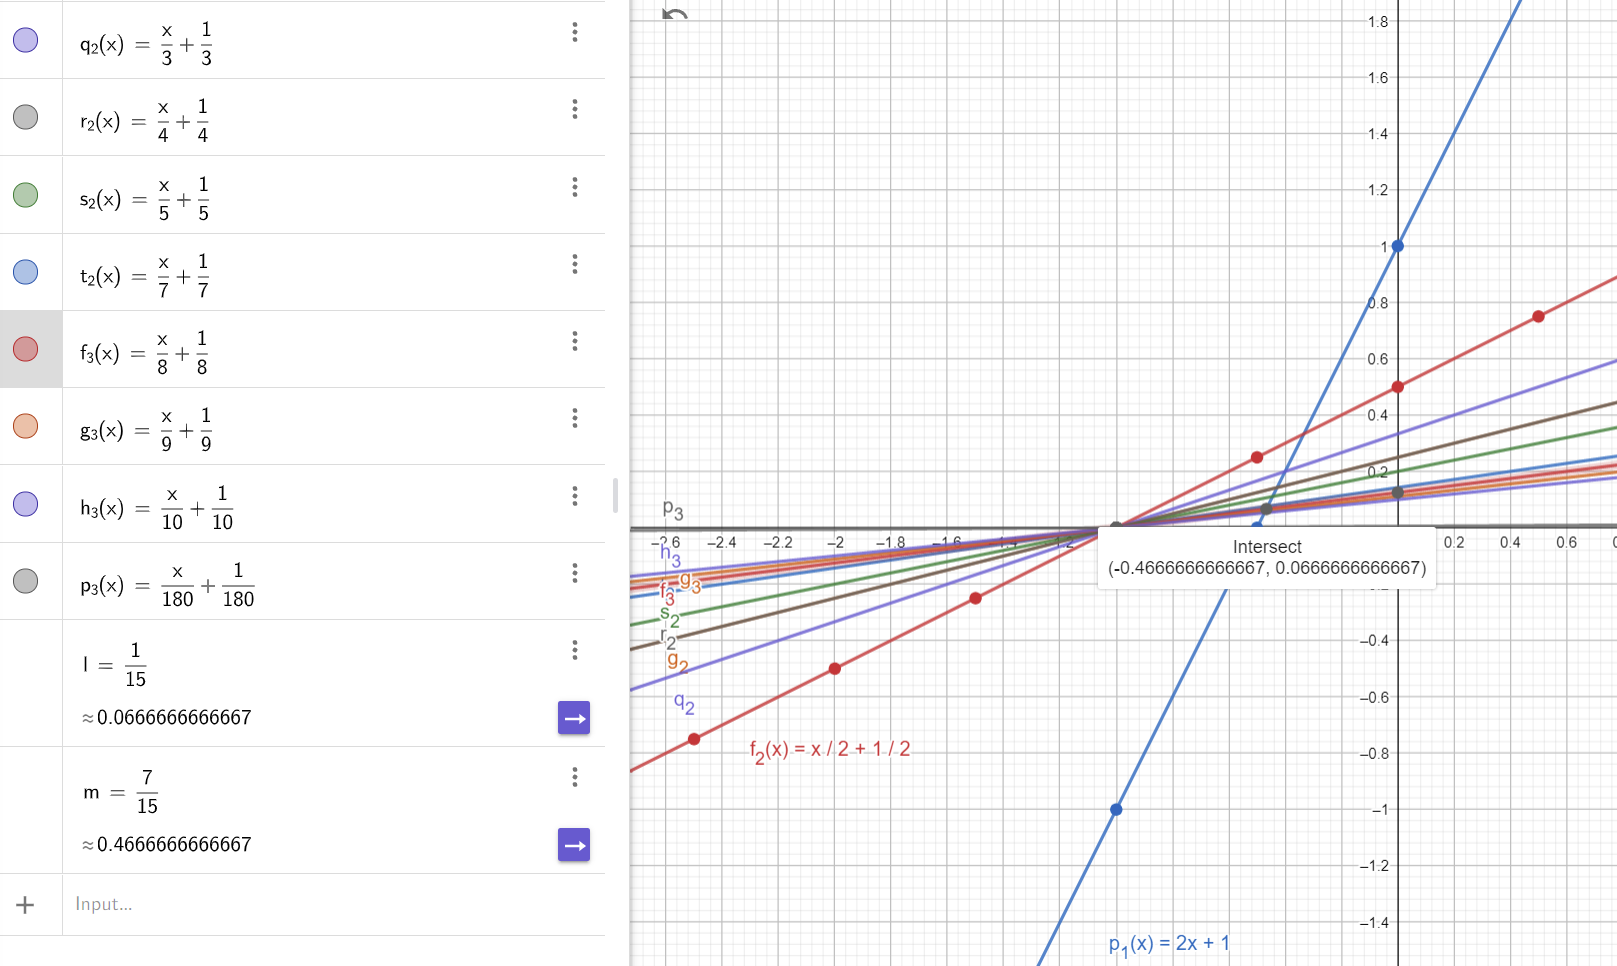 q₂(x) = x/3 + 1/3
r₂(x) = x/4 + 1/4
s₂(x) = x/5 + 1/5
t₂(x) = x/7 + 1/7
f₃(x) = x/8 + 1/8
g₃(x) = x/9 + 1/9
h₃(x) = x/10 + 1/10
p₃(x) = x/180 + 1/180
l = 1/15
≈ 0.0666666666667
m = 7/15
≈ 0.4666666666667
+ Input...
1.8
1.6
1.4
1.2
1
0.8
0.6
0.4
0.2
p₃
−2.6 −2.4 −2.2 −2 −1.8 −1.6 0.2 0.4 0.6
h₃
g₃
f₃
s₂
r₂
g₂
q₂
Intersect
(-0.4666666666667, 0.0666666666667)
−0.4
−0.6
f₂(x) = x / 2 + 1 / 2
−0.8
−1
−1.2
−1.4
p₁(x) = 2x + 1